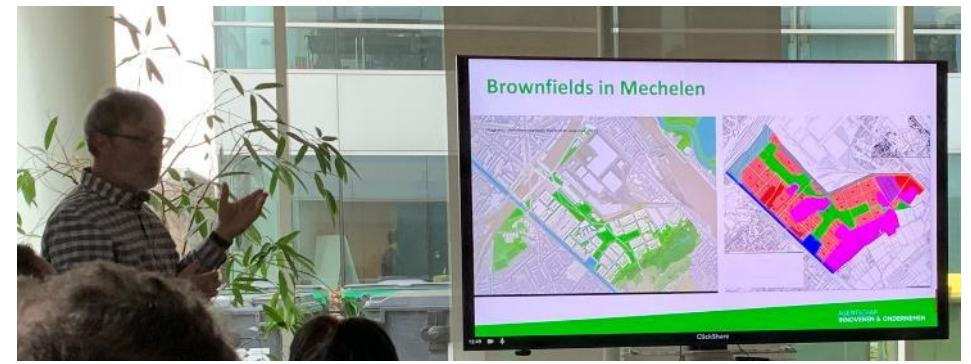 Brownfields in Mechelen
AGENTSCHAP
INNOVEREN & ONDERNEMEN
ClickShare